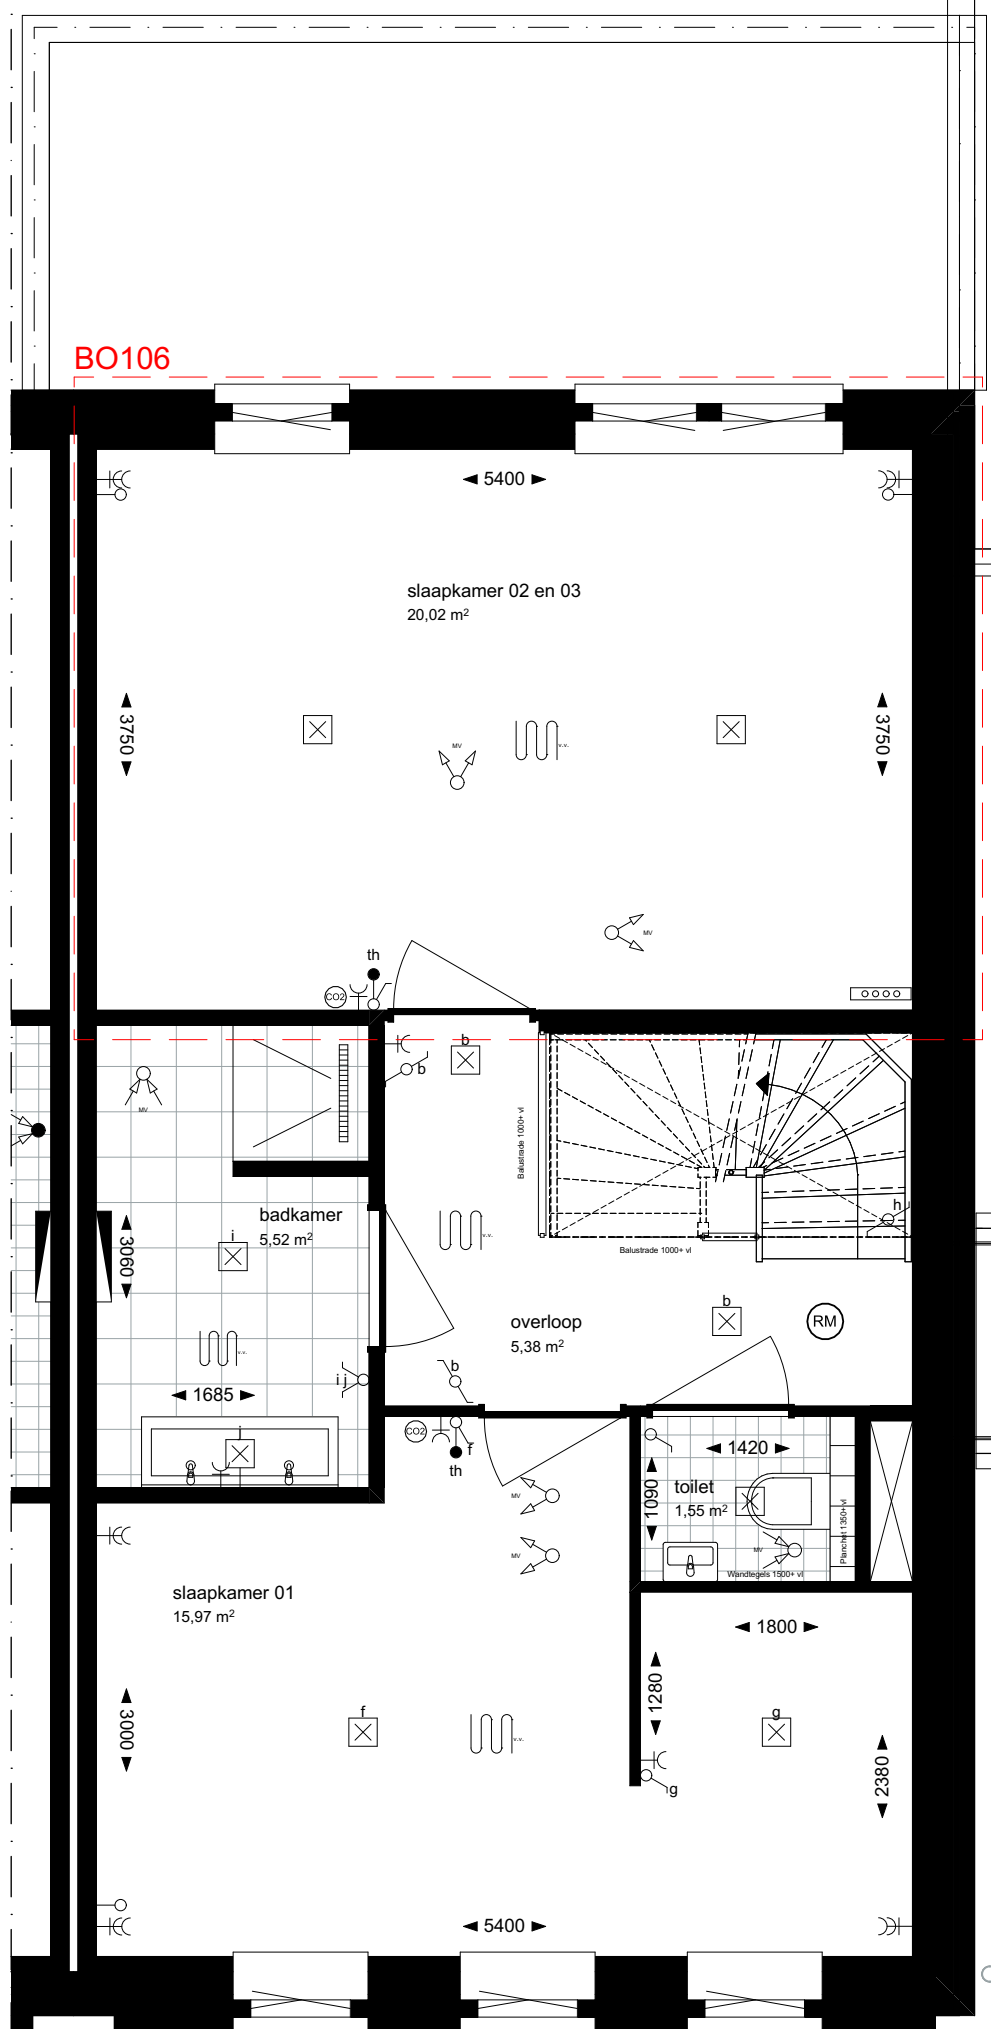 BO106
5400
slaapkamer 02 en 03
20,02 m²
3750
3750
MV
v.v.
MV
th
CO2
b
b
MV
Balustrade 1000+ vl
h
badkamer
5,52 m²
i
3060
Balustrade 1000+ vl
b
RM
overloop
5,38 m²
v.v.
v.v.
b
i j
1685
j
CO2
f
th
1420
toilet
1,55 m²
1090
MV
MV
MV
Planchet 1350+ vl
Wandtegels 1500+ vl
slaapkamer 01
15,97 m²
1800
1280
f
g
3000
v.v.
2380
g
5400